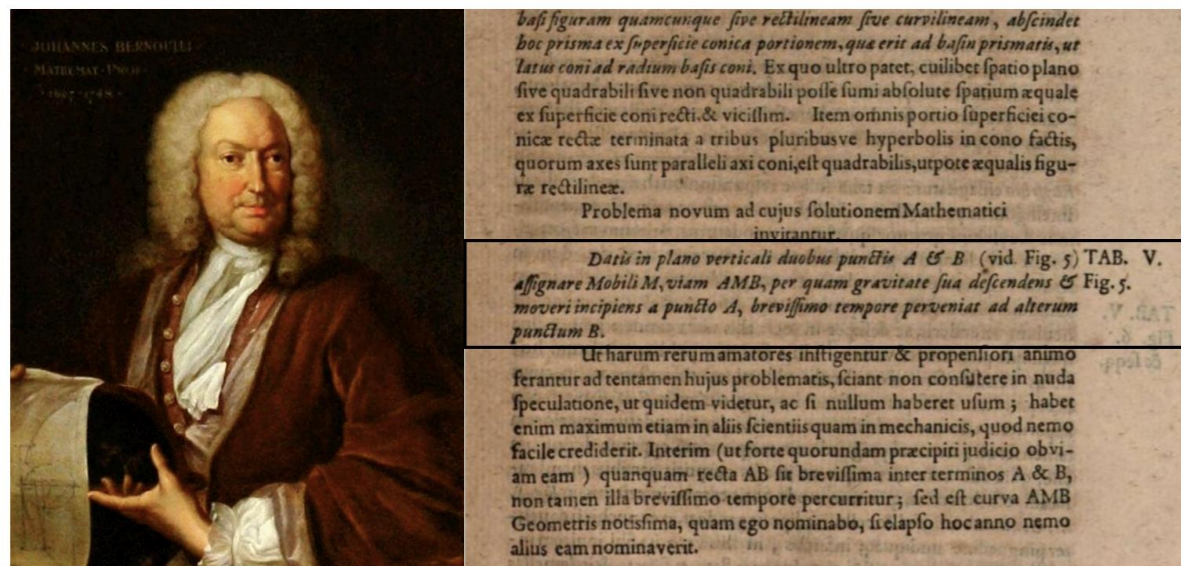 JOHANNES BERNOULLI
MATHEMAT · PROF ·
basi figuram quamcunque sive rectilineam sive curvilineam, abscindet
hoc prisma ex superficie conica portionem, quæ erit ad basin prismatis, ut
latus coni ad radium basis coni. Ex quo ultro patet, cuilibet ſpatio plano
ſive quadrabili ſive non quadrabili poſſe ſumi abſolute ſpatium æquale
ex ſuperficie coni recti. & viciſſim. Item omnis portio ſuperficiei co-
nicæ rectæ terminata a tribus pluribusve hyperbolis in cono factis,
quorum axes ſunt paralleli axi coni, eſt quadrabilis, utpote æqualis figu-
ræ rectilineæ.
Problema novum ad cujus ſolutionem Mathematici
invitantur.
Datis in plano verticali duobus punctis A & B (vid. Fig. 5) TAB. V.
aſſignare Mobili M, viam AMB, per quam gravitate ſua deſcendens & Fig. 5.
moveri incipiens a puncto A, breviſſimo tempore perveniat ad alterum
punctum B.
Ut harum rerum amatores inſtigentur & propenſiori animo
ferantur ad tentamen hujus problematis, ſciant non conſiſtere in nuda
ſpeculatione, ut quidem videtur, ac ſi nullum haberet uſum ; habet
enim maximum etiam in aliis ſcientiis quam in mechanicis, quod nemo
facile crediderit. Interim (ut forte quorundam præcipiti judicio obvi-
am eam ) quanquam recta AB ſit breviſſima inter terminos A & B,
non tamen illa breviſſimo tempore percurritur ; ſed eſt curva AMB
Geometris notiſſima, quam ego nominabo, ſi elapſo hoc anno nemo
alius eam nominaverit.